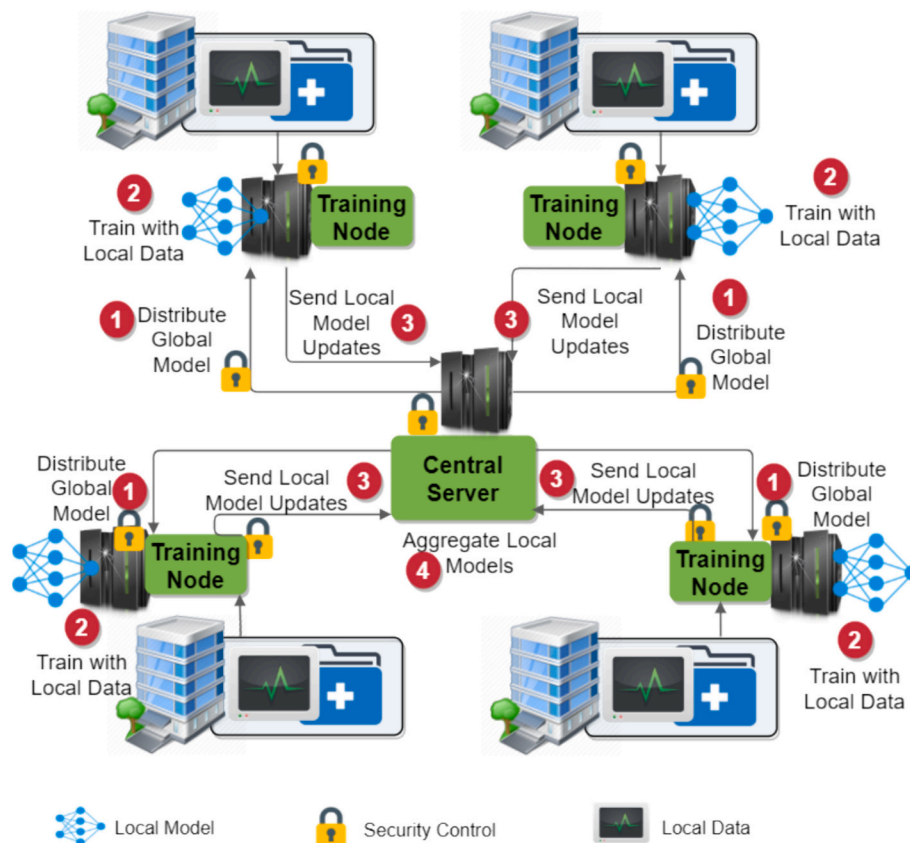 2
Train with
Local Data
Training
Node
Training
Node
2
Train with
Local Data
1
Distribute
Global
Model
Send Local
Model
Updates
3
3
Send Local
Model
Updates
1
Distribute
Global
Model
Distribute
Global
Model
1
Send Local
Model Updates
3
Central
Server
3
Send Local
Model Updates
1
Distribute
Global
Model
Training
Node
Aggregate Local
Models
4
Training
Node
2
Train with
Local Data
2
Train with
Local Data
Local Model
Security Control
Local Data